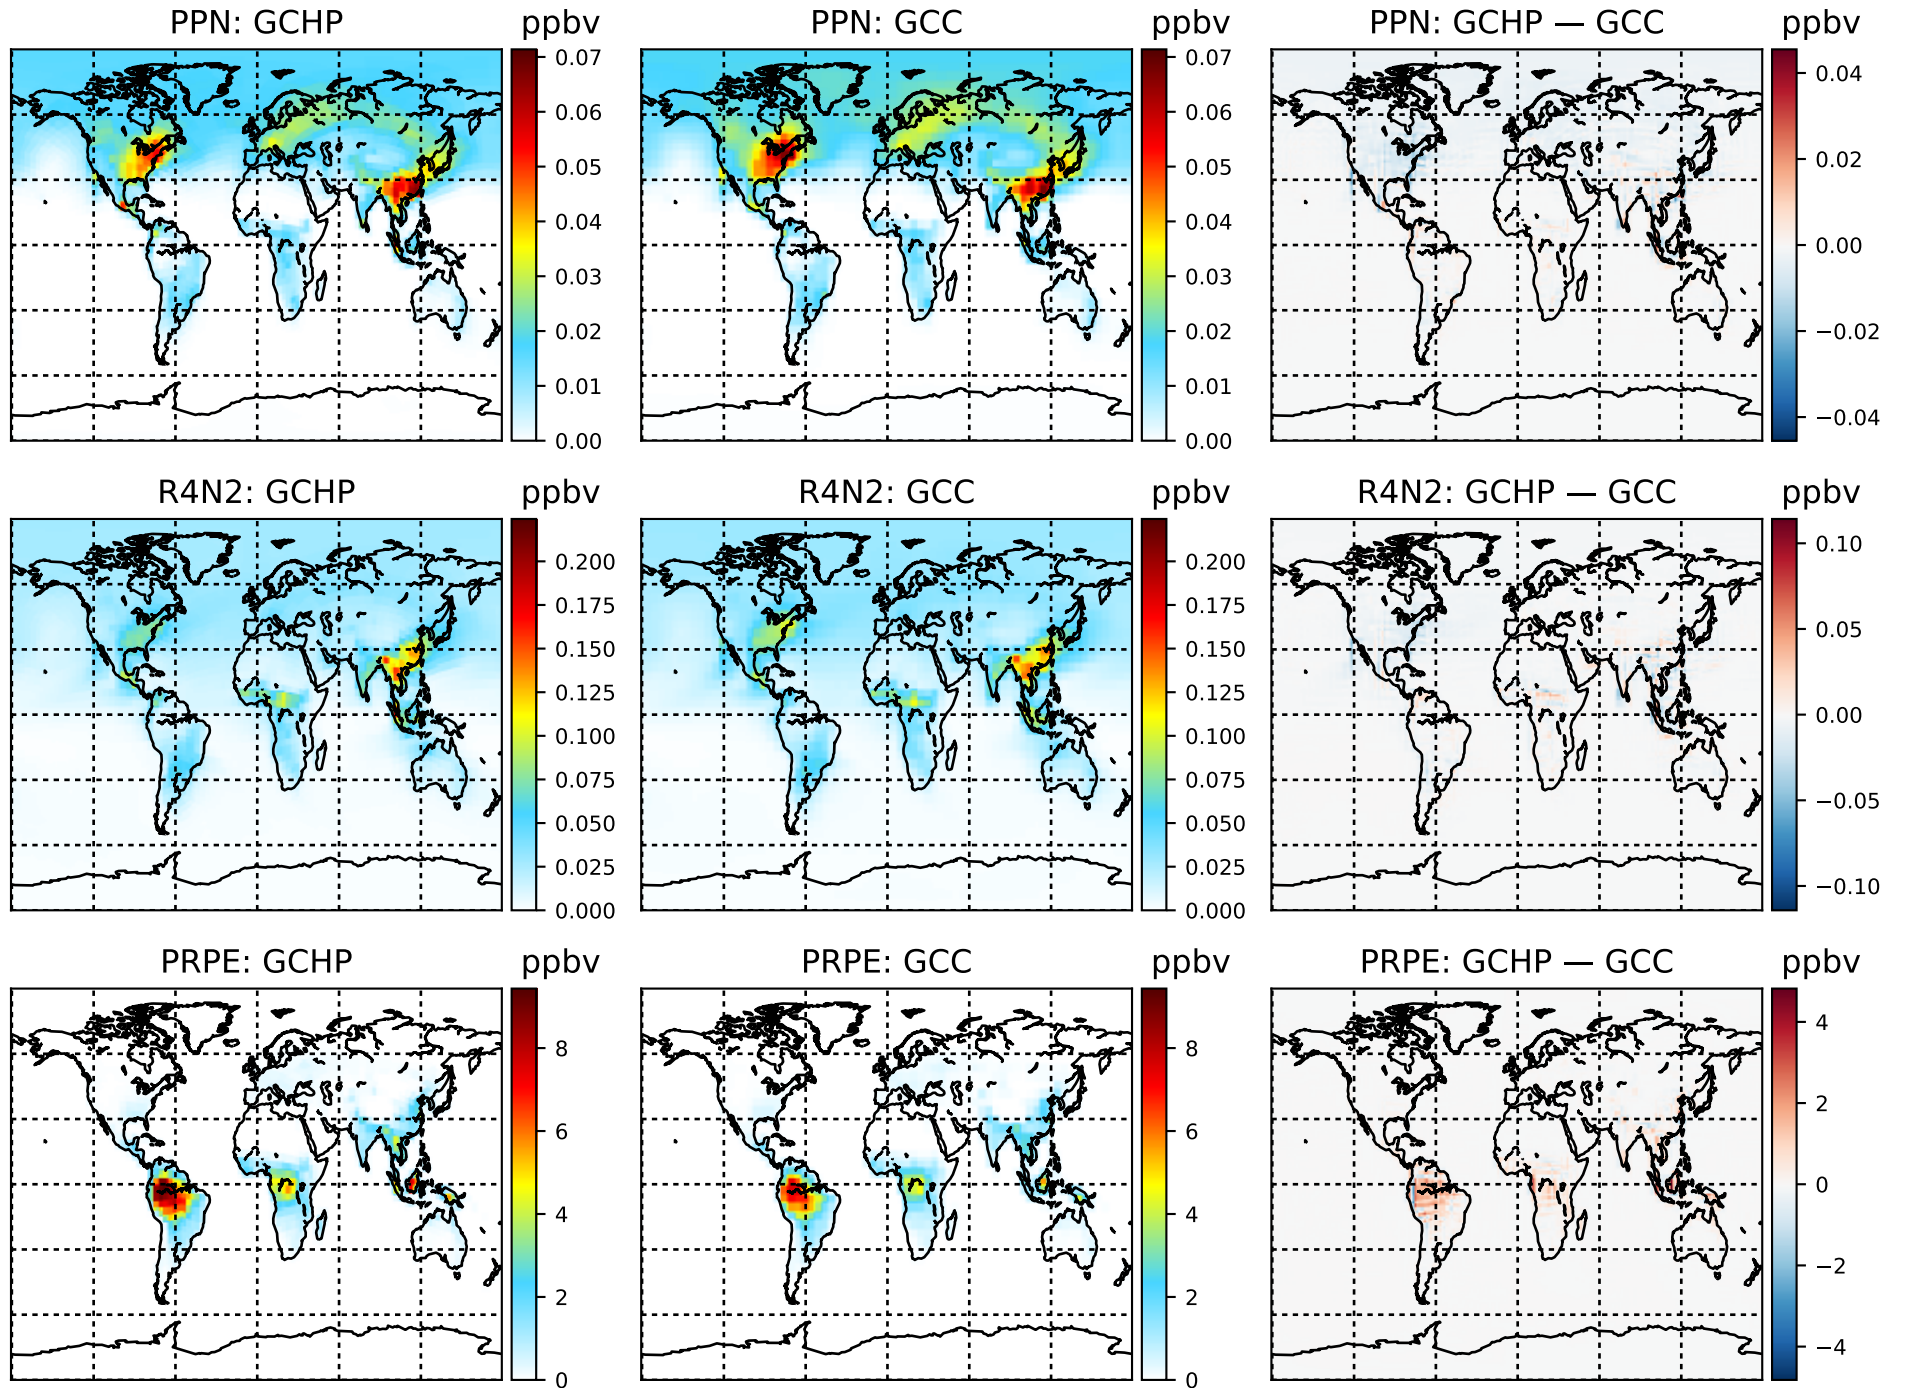 PPN: GCHP ppbv PPN: GCC ppbv PPN: GCHP — GCC ppbv
0.07 0.07 0.04
0.06 0.06
0.05 0.05 0.02
0.04 0.04
0.03 0.03 0.00
0.02 0.02 −0.02
0.01 0.01
0.00 0.00 −0.04
R4N2: GCHP ppbv R4N2: GCC ppbv R4N2: GCHP — GCC ppbv
0.200 0.200 0.10
0.175 0.175
0.150 0.150 0.05
0.125 0.125
0.100 0.100 0.00
0.075 0.075
0.050 0.050 −0.05
0.025 0.025
0.000 0.000 −0.10
PRPE: GCHP ppbv PRPE: GCC ppbv PRPE: GCHP — GCC ppbv
8 8 4
6 6 2
4 4 0
2 2 −2
0 0 −4